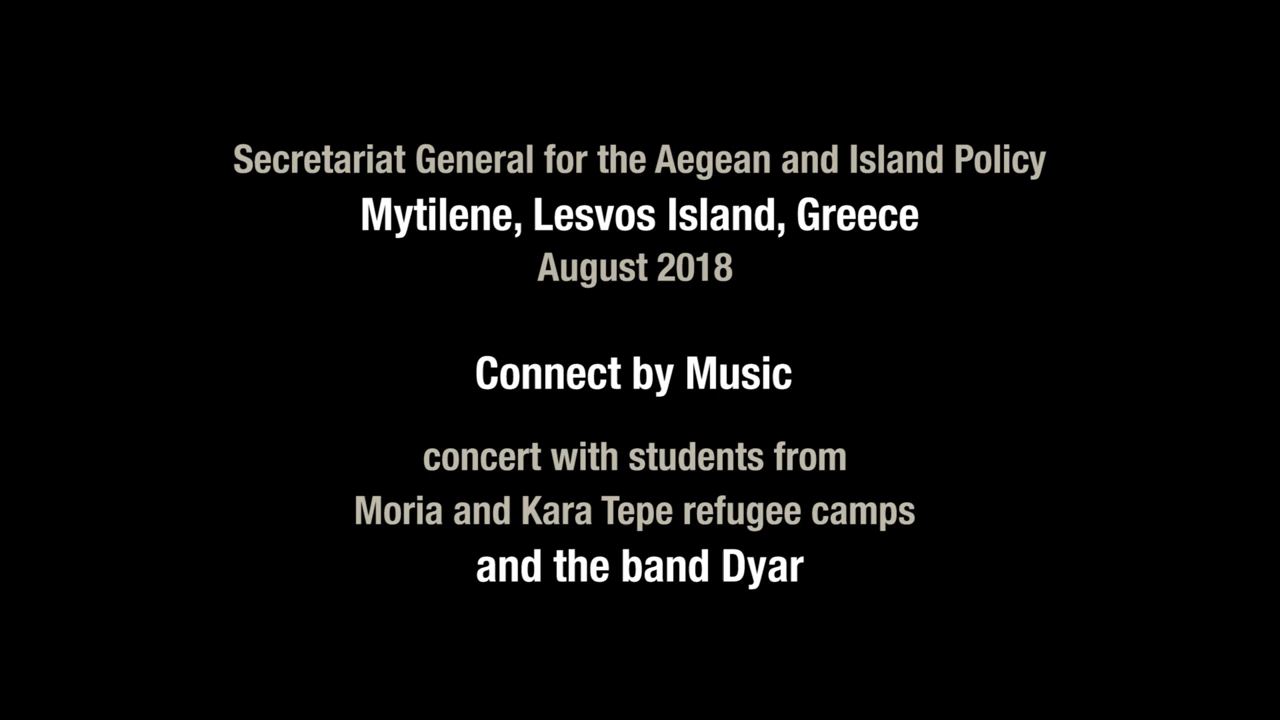 Secretariat General for the Aegean and Island Policy
Mytilene, Lesvos Island, Greece
August 2018
Connect by Music
concert with students from
Moria and Kara Tepe refugee camps
and the band Dyar